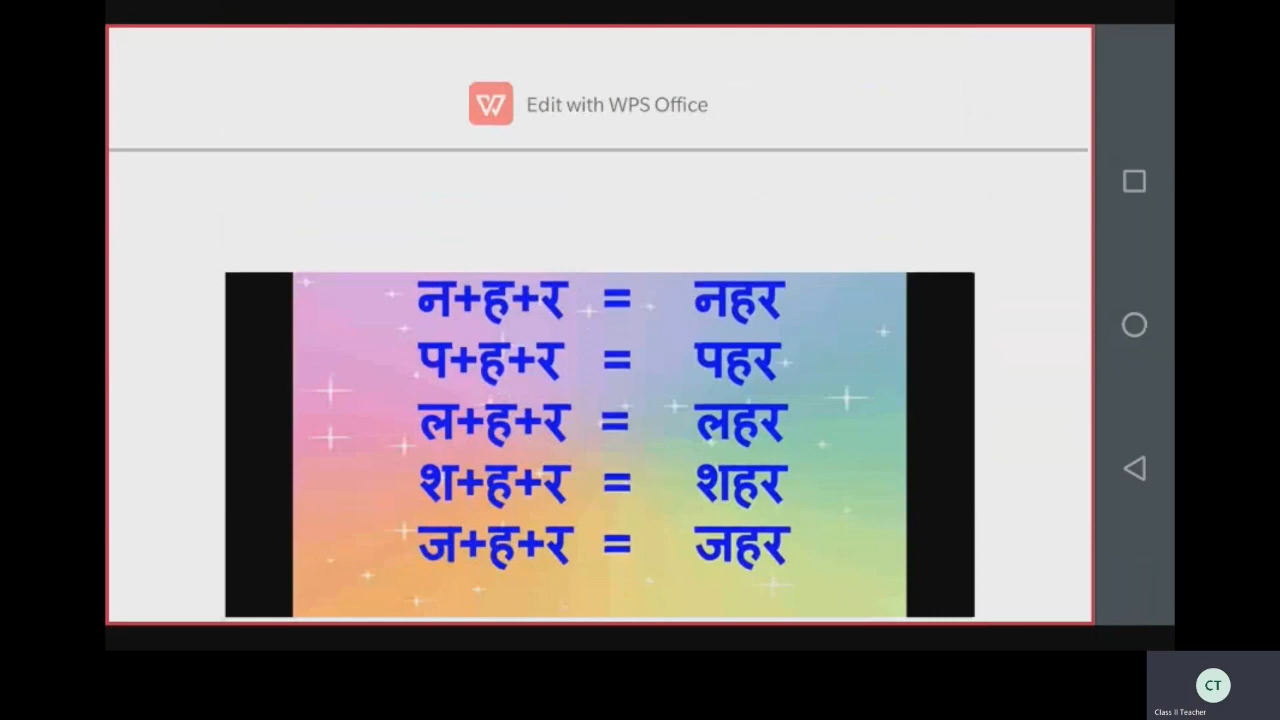 Edit with WPS Office
न+ह+र = नहर
प+ह+र = पहर
ल+ह+र = लहर
श+ह+र = शहर
ज+ह+र = जहर
CT
Class II Teacher